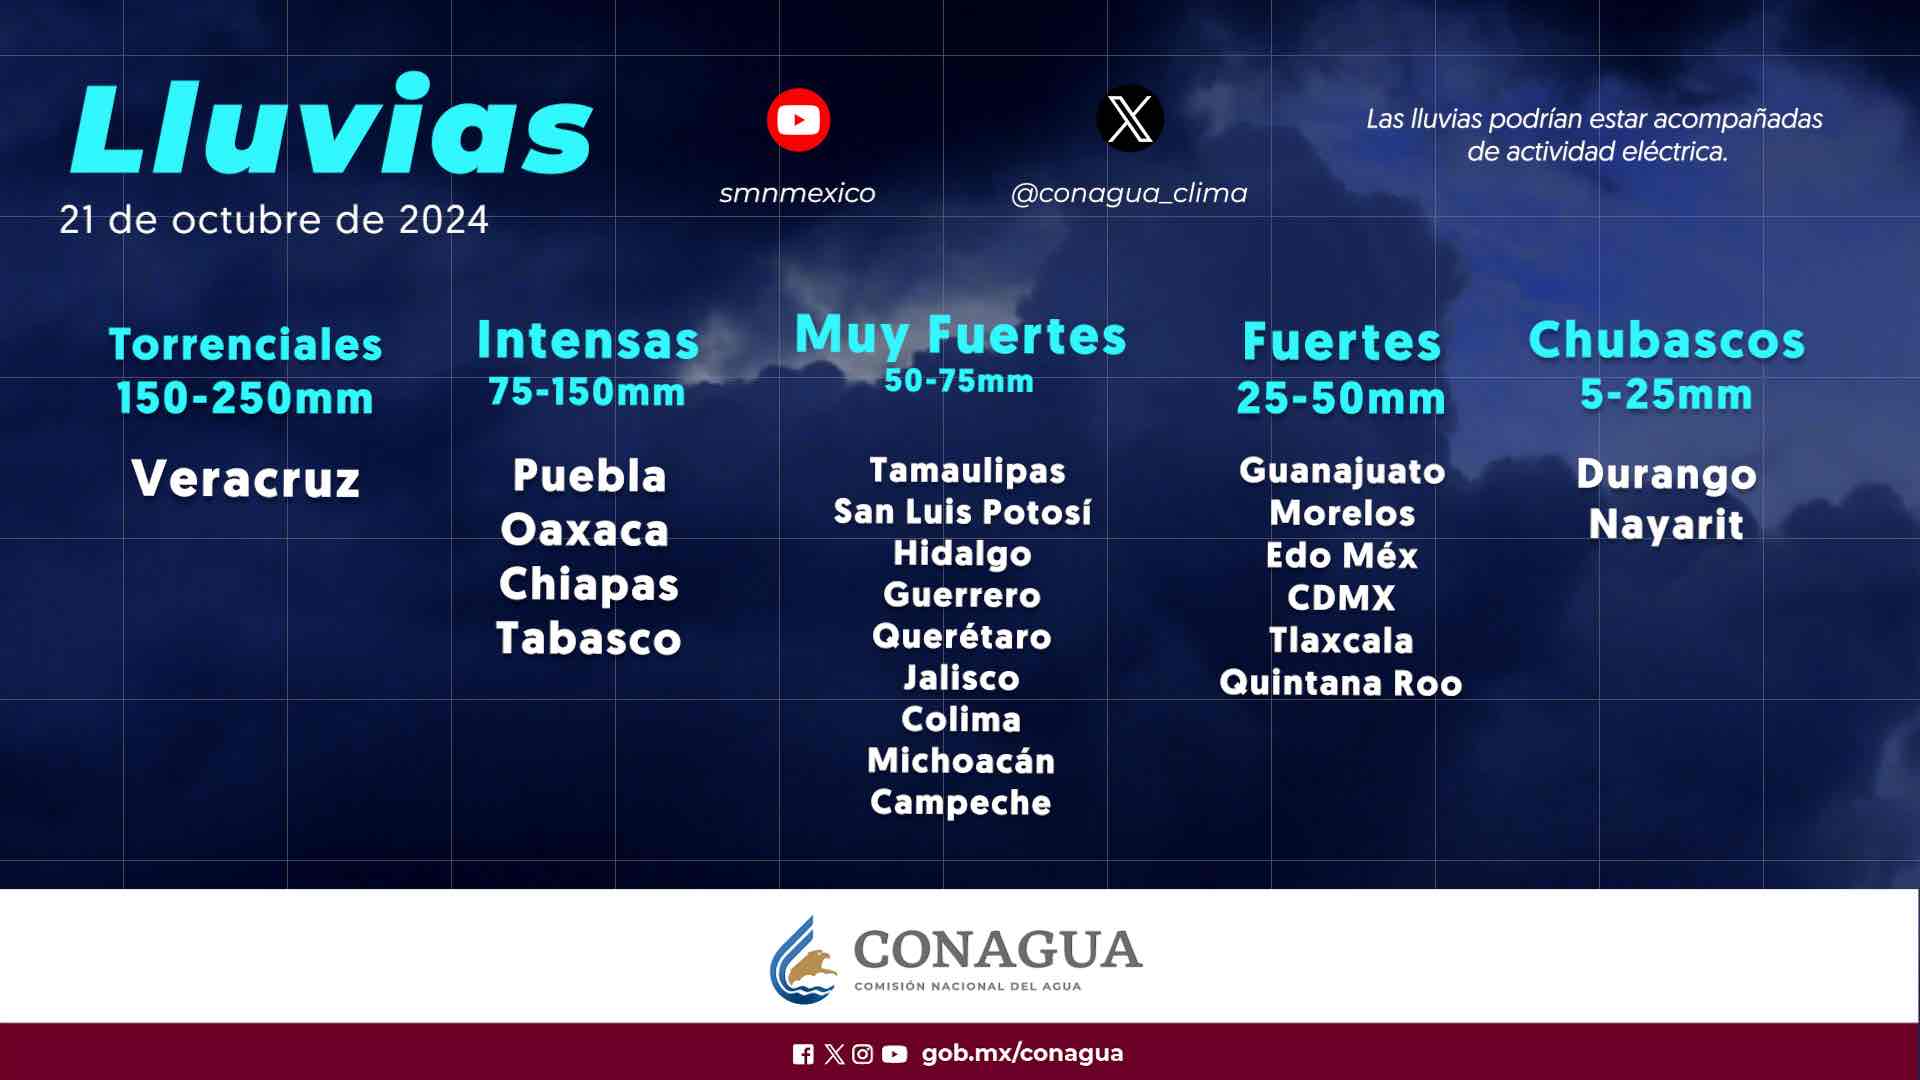 Lluvias
21 de octubre de 2024
smnmexico
@conagua_clima
Las lluvias podrían estar acompañadas
de actividad eléctrica.
Torrenciales
150-250mm
Veracruz
Intensas
75-150mm
Puebla
Oaxaca
Chiapas
Tabasco
Muy Fuertes
50-75mm
Tamaulipas
San Luis Potosí
Hidalgo
Guerrero
Querétaro
Jalisco
Colima
Michoacán
Campeche
Fuertes
25-50mm
Guanajuato
Morelos
Edo Méx
CDMX
Tlaxcala
Quintana Roo
Chubascos
5-25mm
Durango
Nayarit
CONAGUA
COMISIÓN NACIONAL DEL AGUA
gob.mx/conagua